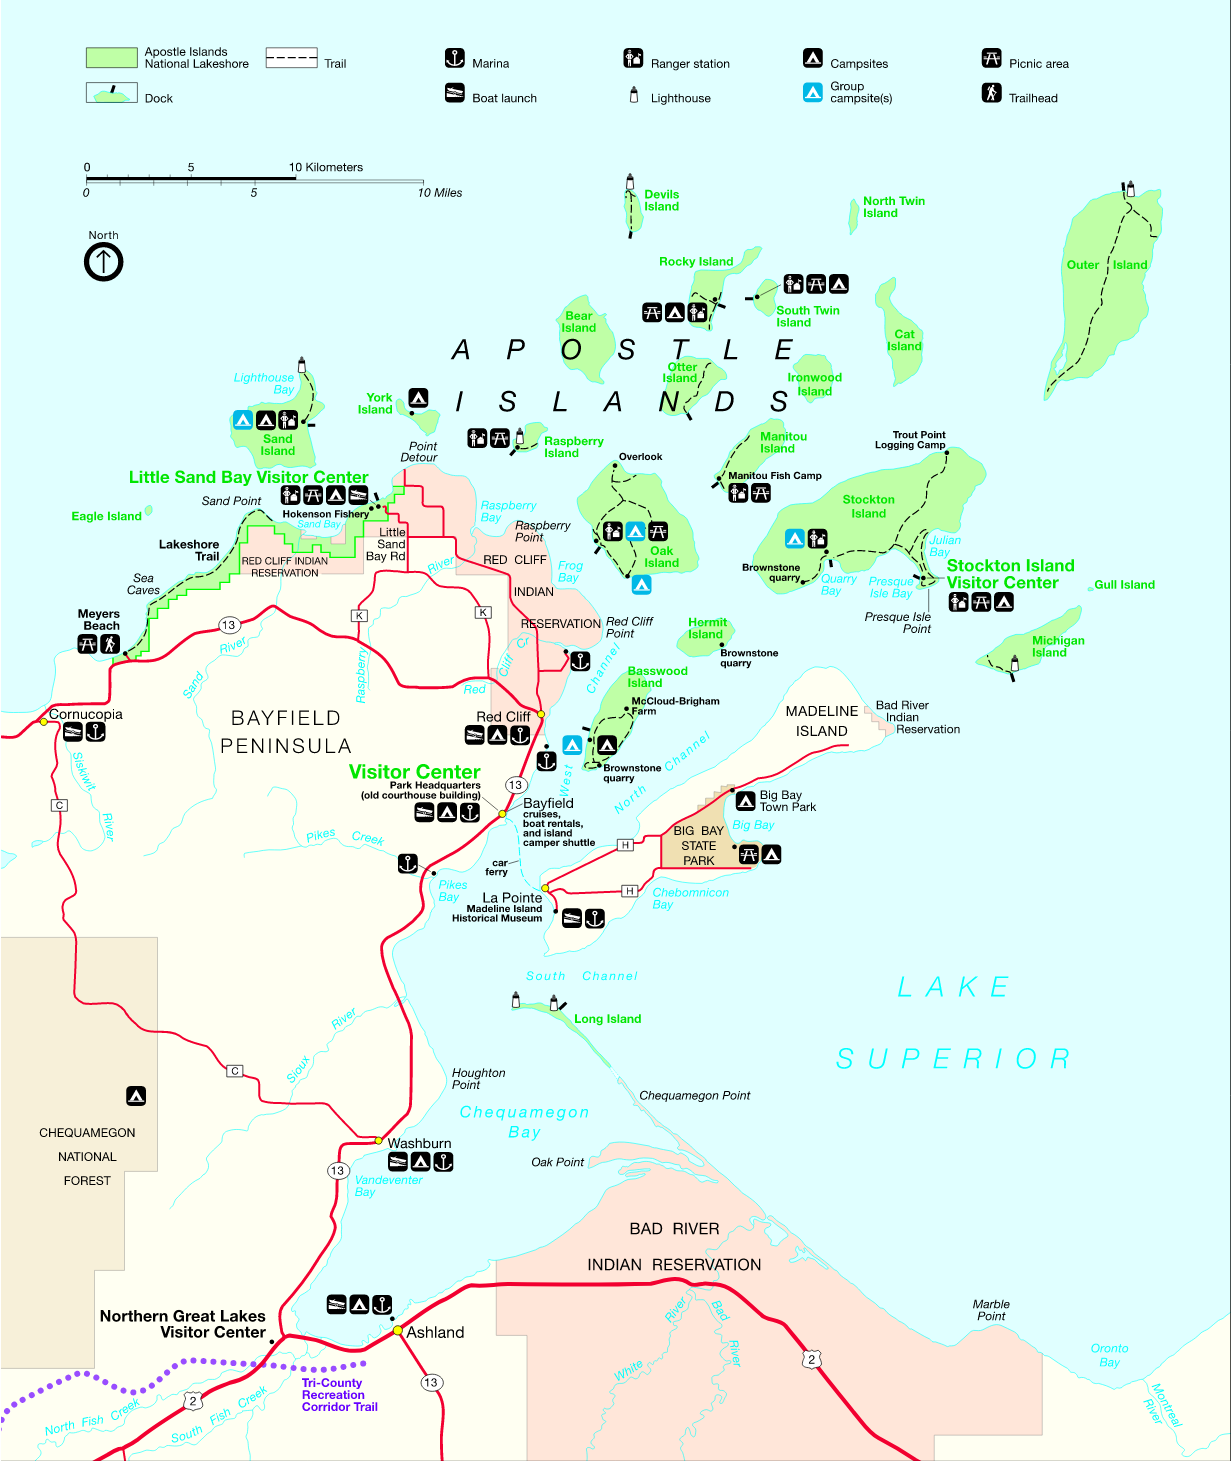 Apostle Islands
National Lakeshore
Trail
Marina
Ranger station
Campsites
Picnic area
Dock
Boat launch
Lighthouse
Group
campsite(s)
Trailhead
0
5
10 Kilometers
0
5
10 Miles
North
Devils
Island
North Twin
Island
Rocky Island
Outer Island
South Twin
Island
Bear
Island
Cat
Island
APOSTLE
ISLANDS
Otter
Island
Ironwood
Island
Lighthouse
Bay
York
Island
Sand
Island
Raspberry
Island
Manitou
Island
Trout Point
Logging Camp
Point
Detour
Overlook
Manitou Fish Camp
Little Sand Bay Visitor Center
Sand Point
Eagle Island
Hokenson Fishery
Sand Bay
Raspberry
Bay
Raspberry
Point
Stockton
Island
Lakeshore
Trail
Little
Sand
Bay Rd
RED CLIFF INDIAN
RESERVATION
River
RED CLIFF
INDIAN
RESERVATION
Frog
Bay
Oak
Island
Julian
Bay
Brownstone
quarry
Quarry
Bay
Presque
Isle Bay
Stockton Island
Visitor Center
Gull Island
Presque Isle
Point
Sea
Caves
Meyers
Beach
13
K
K
Red Cliff
Point
Hermit
Island
Brownstone
quarry
Michigan
Island
River
Sand
Raspberry
Red
Cliff
Cr
Channel
West
Basswood
Island
McCloud-Brigham
Farm
Brownstone
quarry
Cornucopia
BAYFIELD
PENINSULA
Red Cliff
MADELINE
ISLAND
Bad River
Indian
Reservation
North Channel
Siskiwit
River
C
Visitor Center
Park Headquarters
(old courthouse building)
13
Bayfield
cruises,
boat rentals,
and island
camper shuttle
Big Bay
Town Park
Big Bay
BIG BAY
STATE
PARK
Pikes Creek
car
ferry
H
H
Pikes
Bay
La Pointe
Madeline Island
Historical Museum
Chebomnicon
Bay
South Channel
LAKE
SUPERIOR
Long Island
River
Sioux
C
Houghton
Point
Chequamegon Point
Chequamegon
Bay
CHEQUAMEGON
NATIONAL
FOREST
Washburn
13
Vandeventer
Bay
Oak Point
BAD RIVER
INDIAN RESERVATION
Northern Great Lakes
Visitor Center
Ashland
Marble
Point
Oronto
Bay
White
River
Bad
River
2
Montreal
River
Tri-County
Recreation
Corridor Trail
13
2
North Fish Creek
South Fish Creek